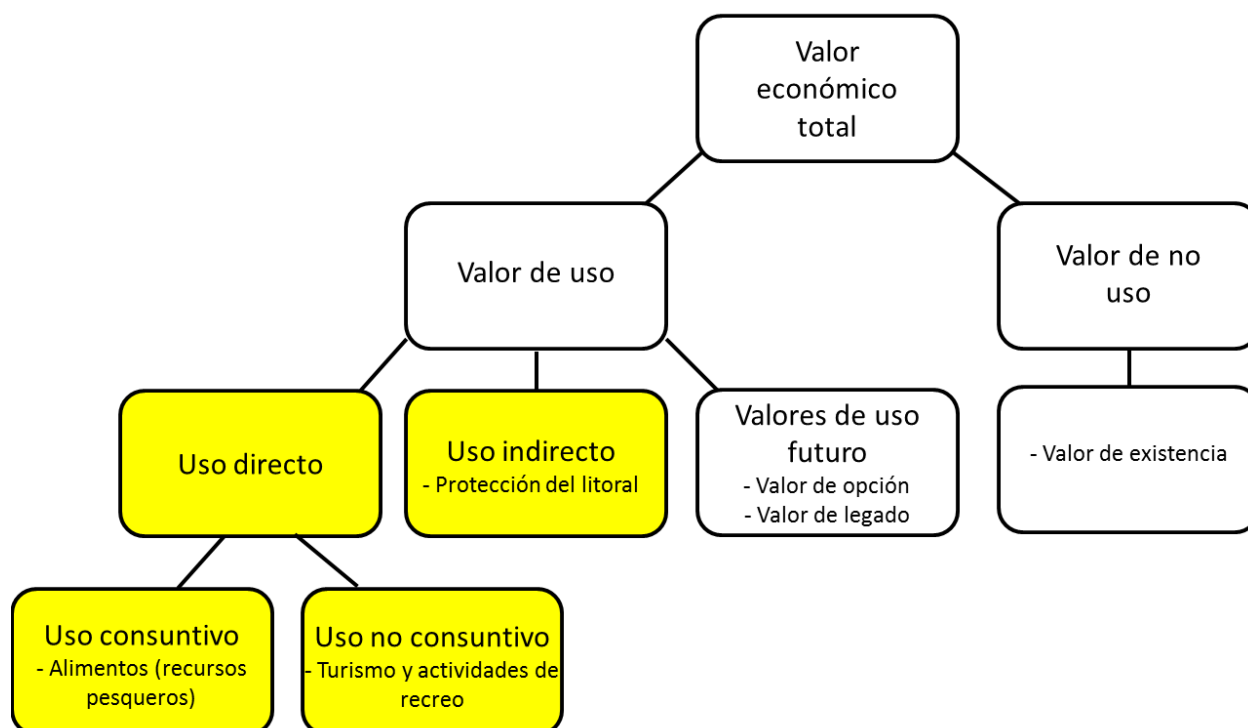 Valor
económico
total
Valor de uso
Valor de no
uso
Uso directo
Uso indirecto
- Protección del litoral
Valores de uso
futuro
- Valor de opción
- Valor de legado
- Valor de existencia
Uso consuntivo
- Alimentos (recursos
pesqueros)
Uso no consuntivo
- Turismo y actividades de
recreo